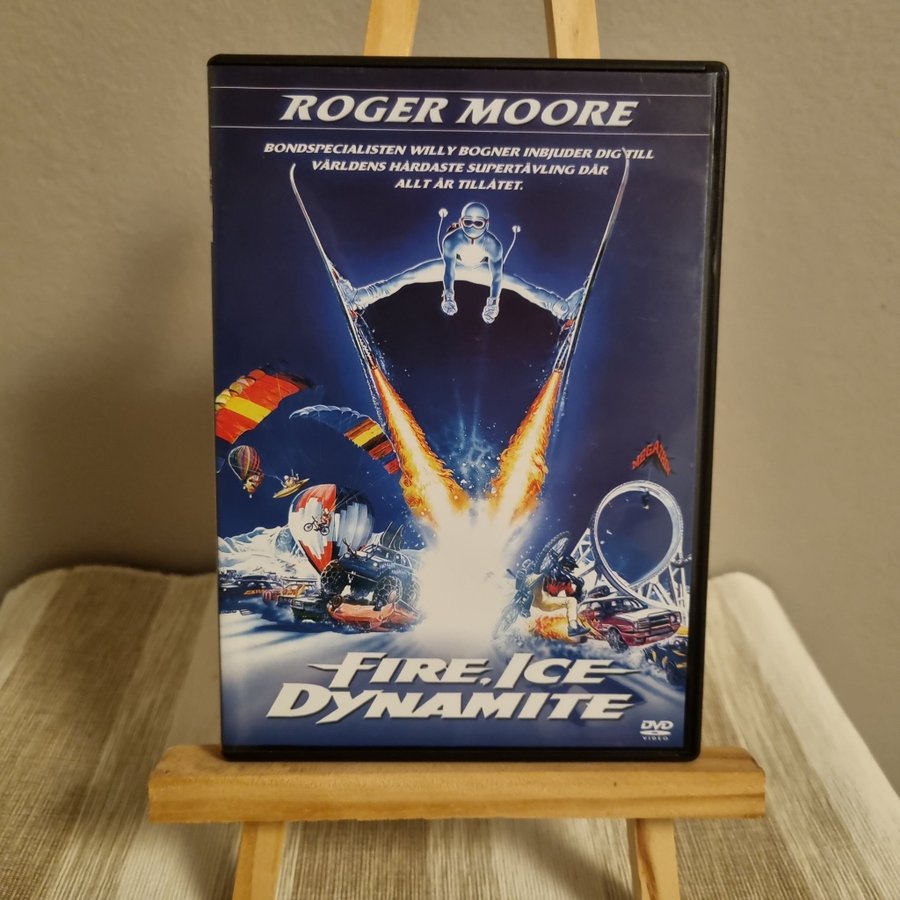 ROGER MOORE
BONDSPECIALISTEN WILLY BOGNER INBJUDER DIG TILL
VÄRLDENS HÅRDASTE SUPERTÄVLING DÄR
ALLT ÄR TILLÅTET.
FIRE, ICE
DYNAMITE
DVD
VIDEO